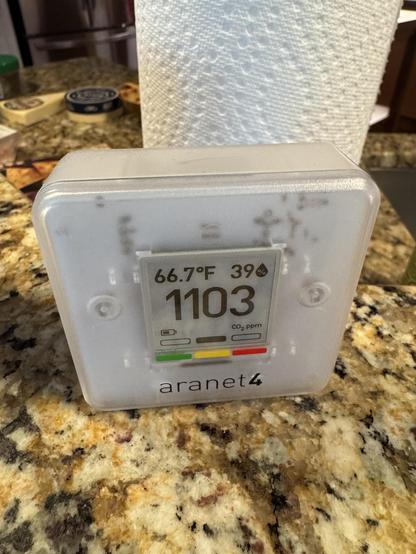 66.7°F 39%
1103
CO₂ ppm
aranet4